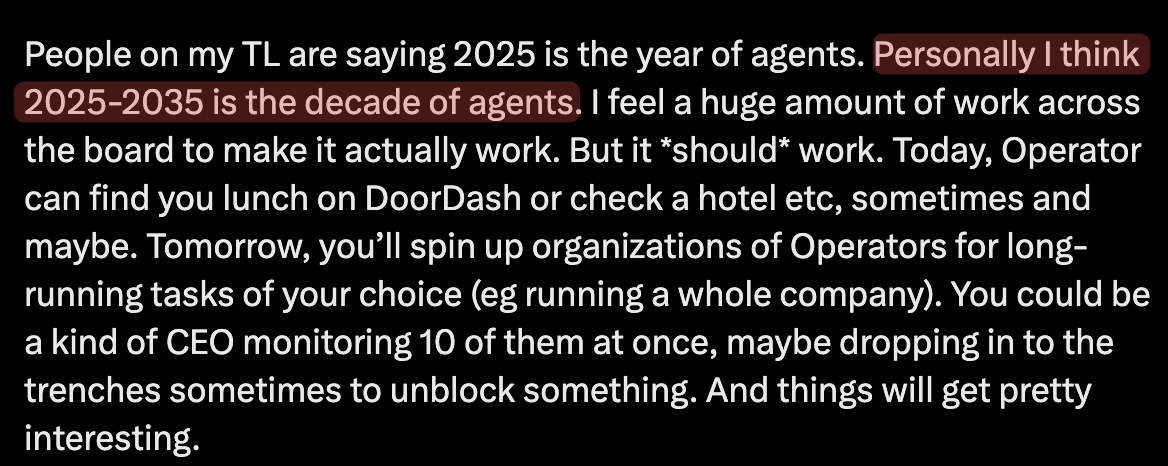 People on my TL are saying 2025 is the year of agents. Personally I think
2025-2035 is the decade of agents. I feel a huge amount of work across
the board to make it actually work. But it *should* work. Today, Operator
can find you lunch on DoorDash or check a hotel etc, sometimes and
maybe. Tomorrow, you’ll spin up organizations of Operators for long-
running tasks of your choice (eg running a whole company). You could be
a kind of CEO monitoring 10 of them at once, maybe dropping in to the
trenches sometimes to unblock something. And things will get pretty
interesting.